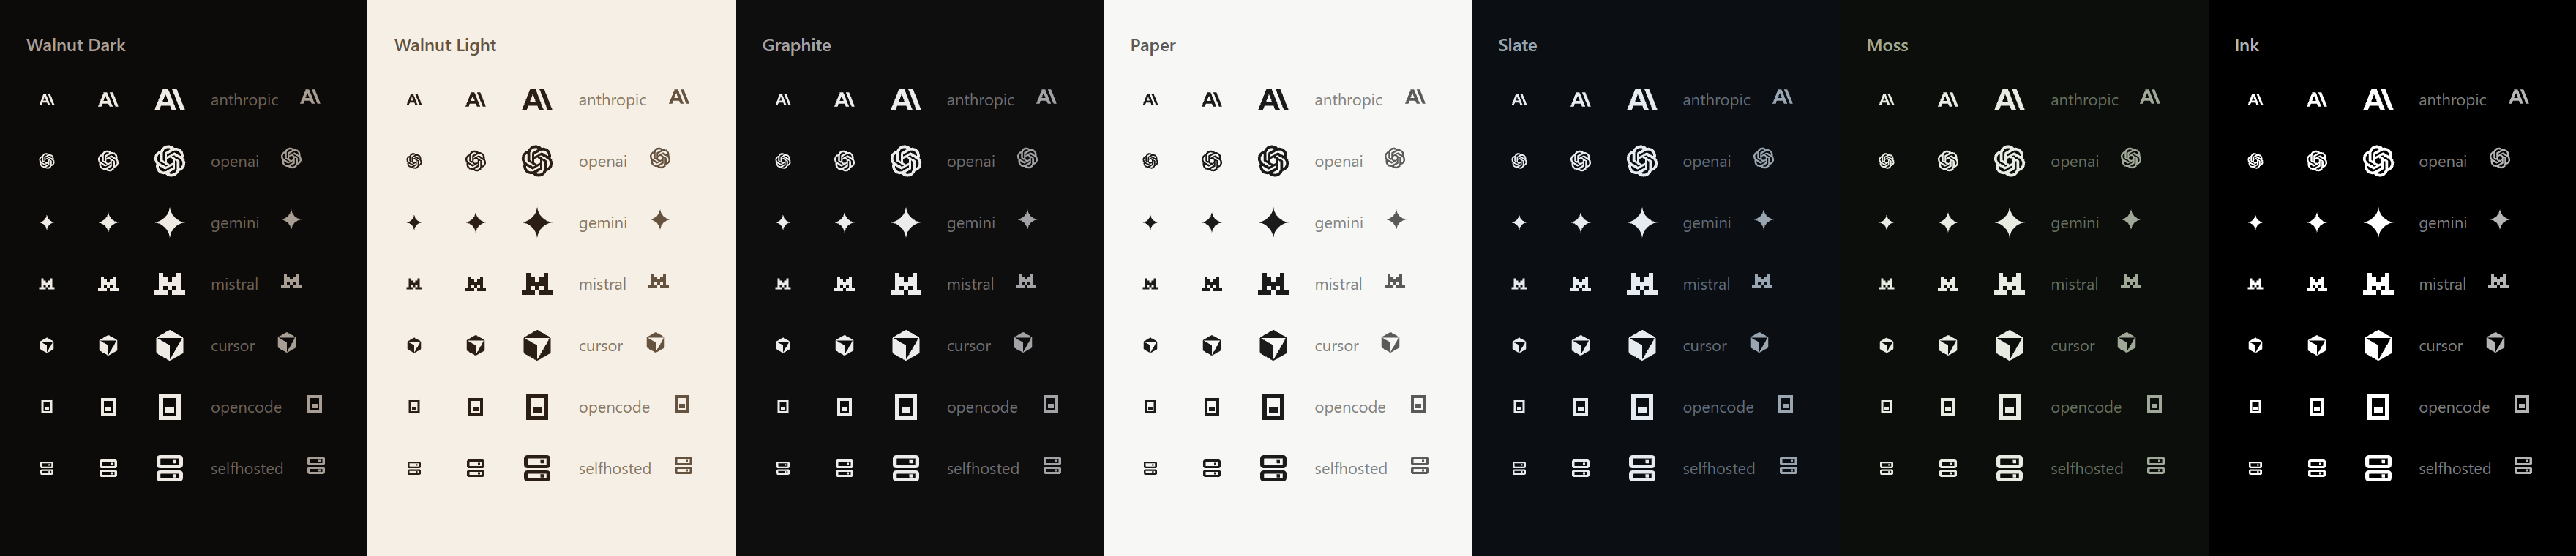 Walnut Dark
anthropic
openai
gemini
mistral
cursor
opencode
selfhosted
Walnut Light
anthropic
openai
gemini
mistral
cursor
opencode
selfhosted
Graphite
anthropic
openai
gemini
mistral
cursor
opencode
selfhosted
Paper
anthropic
openai
gemini
mistral
cursor
opencode
selfhosted
Slate
anthropic
openai
gemini
mistral
cursor
opencode
selfhosted
Moss
anthropic
openai
gemini
mistral
cursor
opencode
selfhosted
Ink
anthropic
openai
gemini
mistral
cursor
opencode
selfhosted